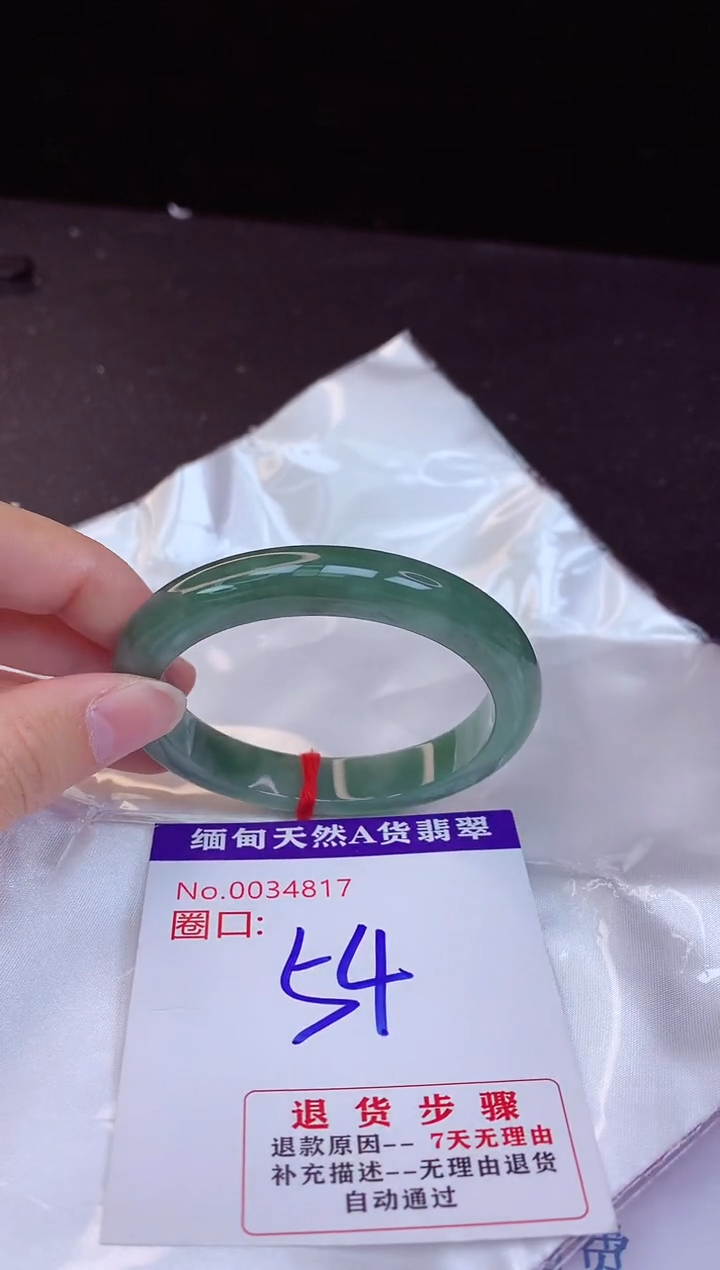 缅甸天然A货翡翠
No.0034817
圈口:
54
退货步骤
退款原因--7天无理由
补充描述--无理由退货
自动通过